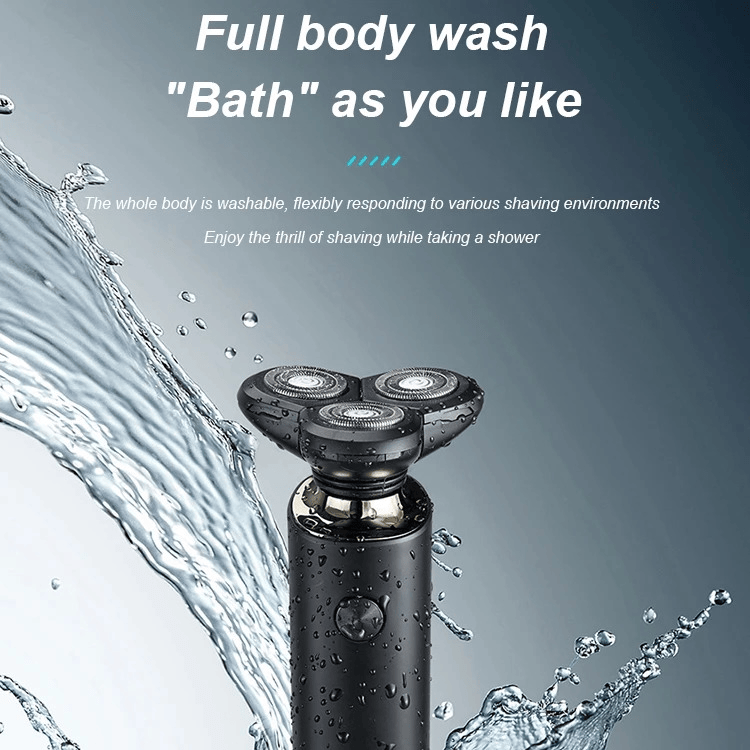 Full body wash
"Bath" as you like
The whole body is washable, flexibly responding to various shaving environments
Enjoy the thrill of shaving while taking a shower